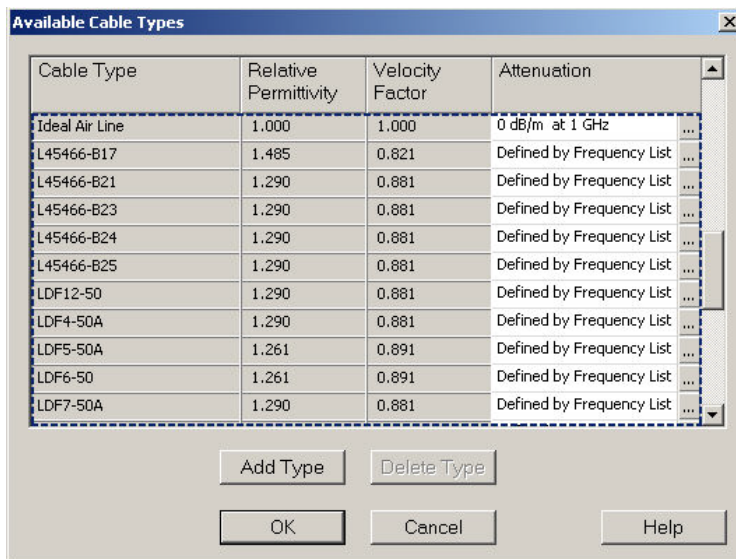 Available Cable Types
Cable Type Relative Permittivity Velocity Factor Attenuation
Ideal Air Line 1.000 1.000 0 dB/m at 1 GHz ...
L45466-B17 1.485 0.821 Defined by Frequency List ...
L45466-B21 1.290 0.881 Defined by Frequency List ...
L45466-B23 1.290 0.881 Defined by Frequency List ...
L45466-B24 1.290 0.881 Defined by Frequency List ...
L45466-B25 1.290 0.881 Defined by Frequency List ...
LDF12-50 1.290 0.881 Defined by Frequency List ...
LDF4-50A 1.290 0.881 Defined by Frequency List ...
LDF5-50A 1.261 0.891 Defined by Frequency List ...
LDF6-50 1.261 0.891 Defined by Frequency List ...
LDF7-50A 1.290 0.881 Defined by Frequency List ...
Add Type Delete Type
OK Cancel Help